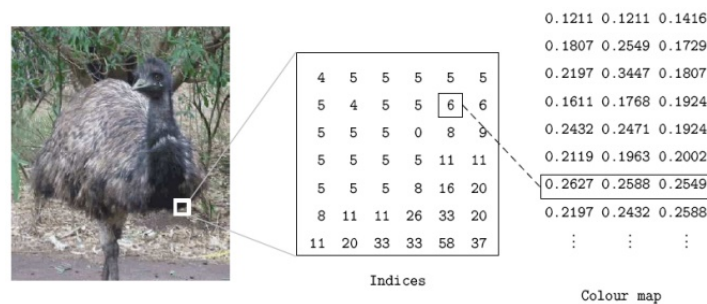 4 5 5 5 5 5
5 4 5 5 6 6
5 5 5 0 8 9
5 5 5 5 11 11
5 5 5 8 16 20
8 11 11 26 33 20
11 20 33 33 58 37
Indices
0.1211 0.1211 0.1416
0.1807 0.2549 0.1729
0.2197 0.3447 0.1807
0.1611 0.1768 0.1924
0.2432 0.2471 0.1924
0.2119 0.1963 0.2002
0.2627 0.2588 0.2549
0.2197 0.2432 0.2588
⋮ ⋮ ⋮
Colour map